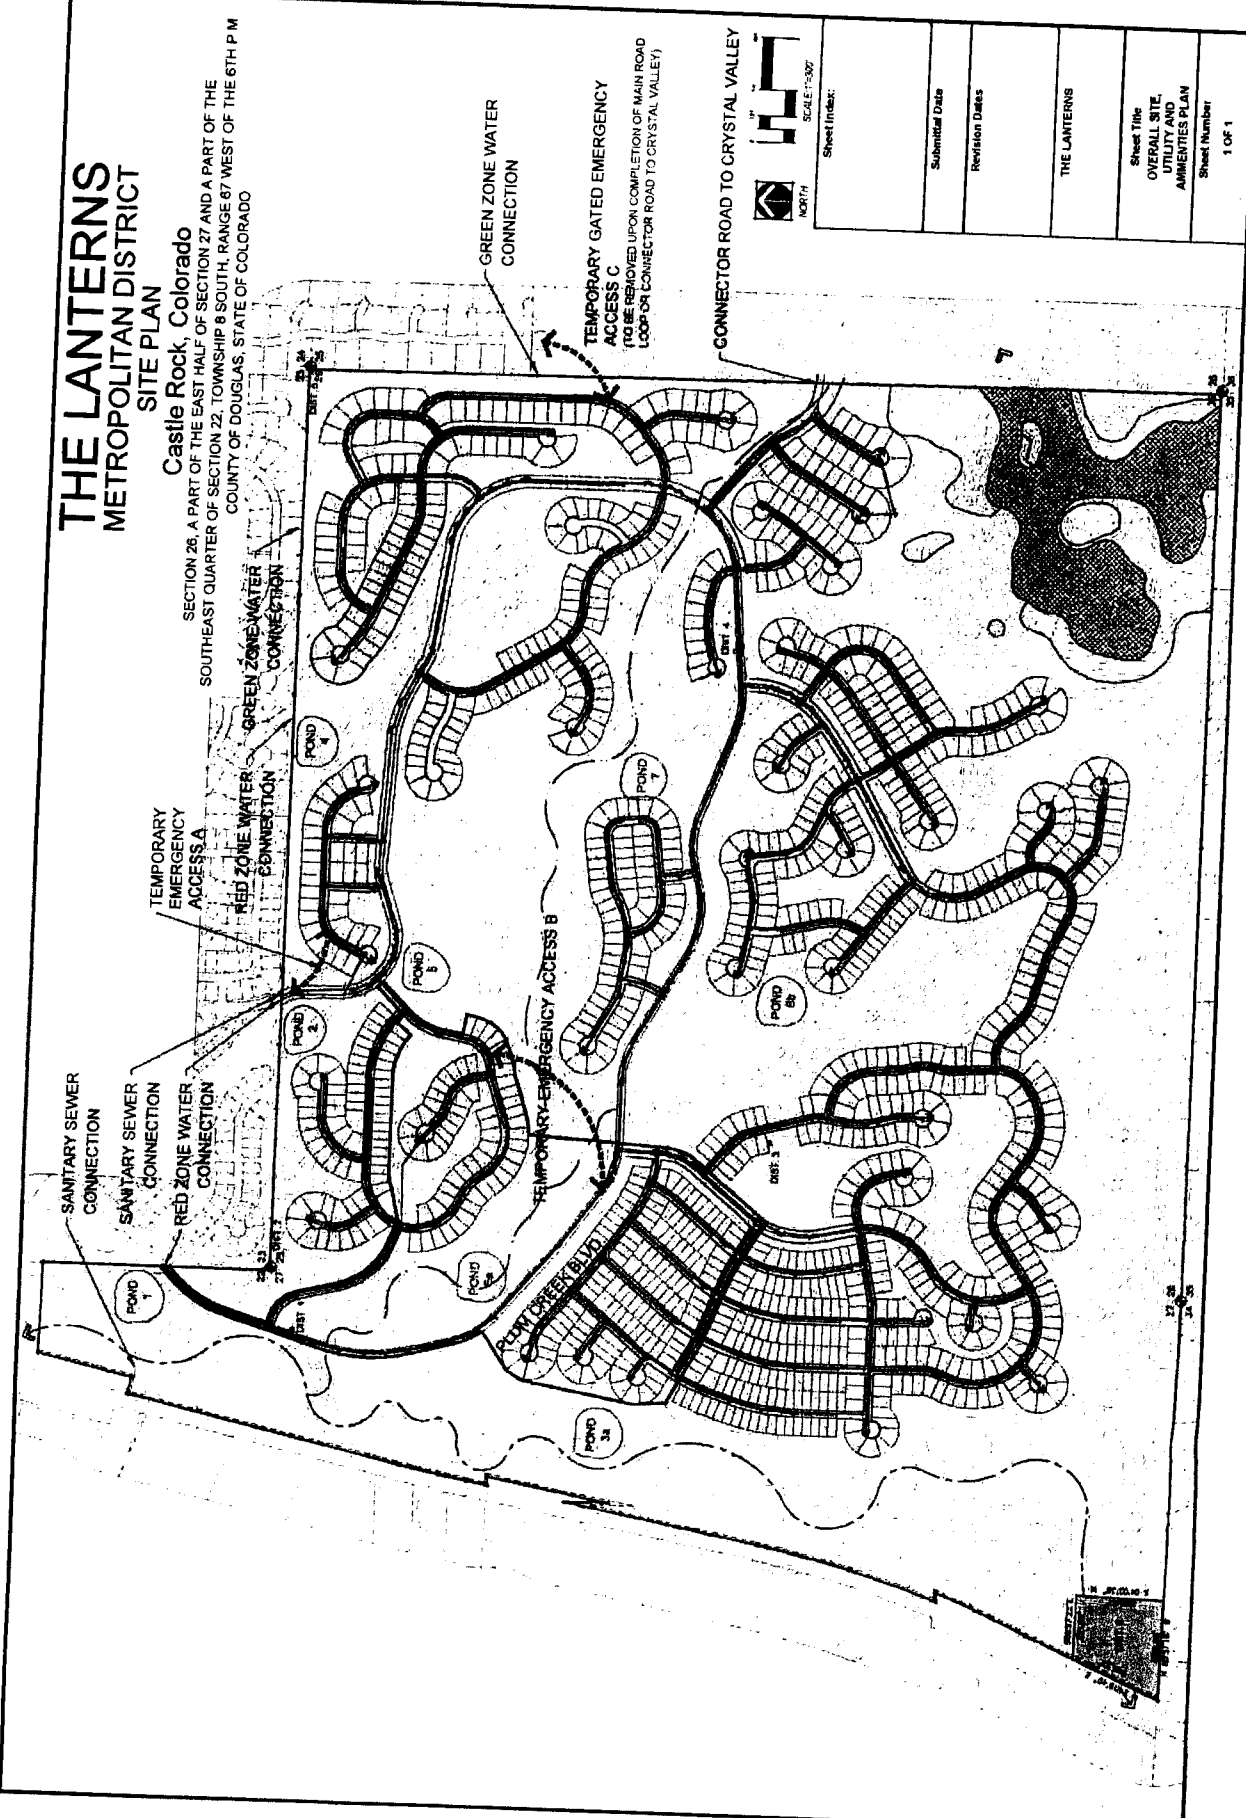 THE LANTERNS
METROPOLITAN DISTRICT
SITE PLAN
Castle Rock, Colorado
SECTION 26, A PART OF THE EAST HALF OF SECTION 27 AND A PART OF THE
SOUTHEAST QUARTER OF SECTION 22, TOWNSHIP 8 SOUTH, RANGE 67 WEST OF THE 6TH P M
COUNTY OF DOUGLAS, STATE OF COLORADO
SANITARY SEWER
CONNECTION
SANITARY SEWER
CONNECTION
RED ZONE WATER
CONNECTION
TEMPORARY
EMERGENCY
ACCESS A
RED ZONE WATER
CONNECTION
GREEN ZONE WATER
CONNECTION
GREEN ZONE WATER
CONNECTION
TEMPORARY GATED EMERGENCY
ACCESS C
(TO BE REMOVED UPON COMPLETION OF MAIN ROAD
LOOP OR CONNECTOR ROAD TO CRYSTAL VALLEY)
CONNECTOR ROAD TO CRYSTAL VALLEY
TEMPORARY EMERGENCY ACCESS B
PLUM CREEK BLVD
POND
1
POND
2
POND
4
POND
5
POND
6a
POND
7
POND
6b
POND
3a
DIST. 3
DIST. 4
NORTH
SCALE: 1"=300'
Sheet Index:
Submittal Date
Revision Dates
THE LANTERNS
Sheet Title
OVERALL SITE,
UTILITY AND
AMMENTIES PLAN
Sheet Number
1 OF 1